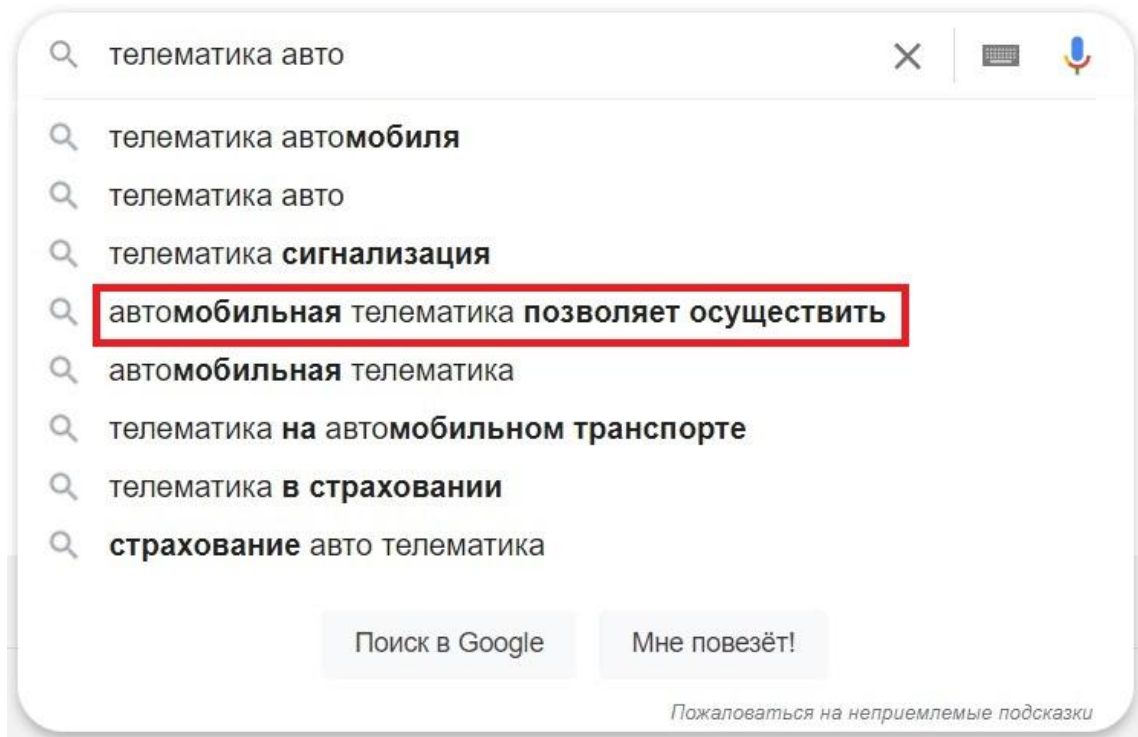 телематика авто
телематика автомобиля
телематика авто
телематика сигнализация
автомобильная телематика позволяет осуществить
автомобильная телематика
телематика на автомобильном транспорте
телематика в страховании
страхование авто телематика
Поиск в Google Мне повезёт!
Пожаловаться на неприемлемые подсказки